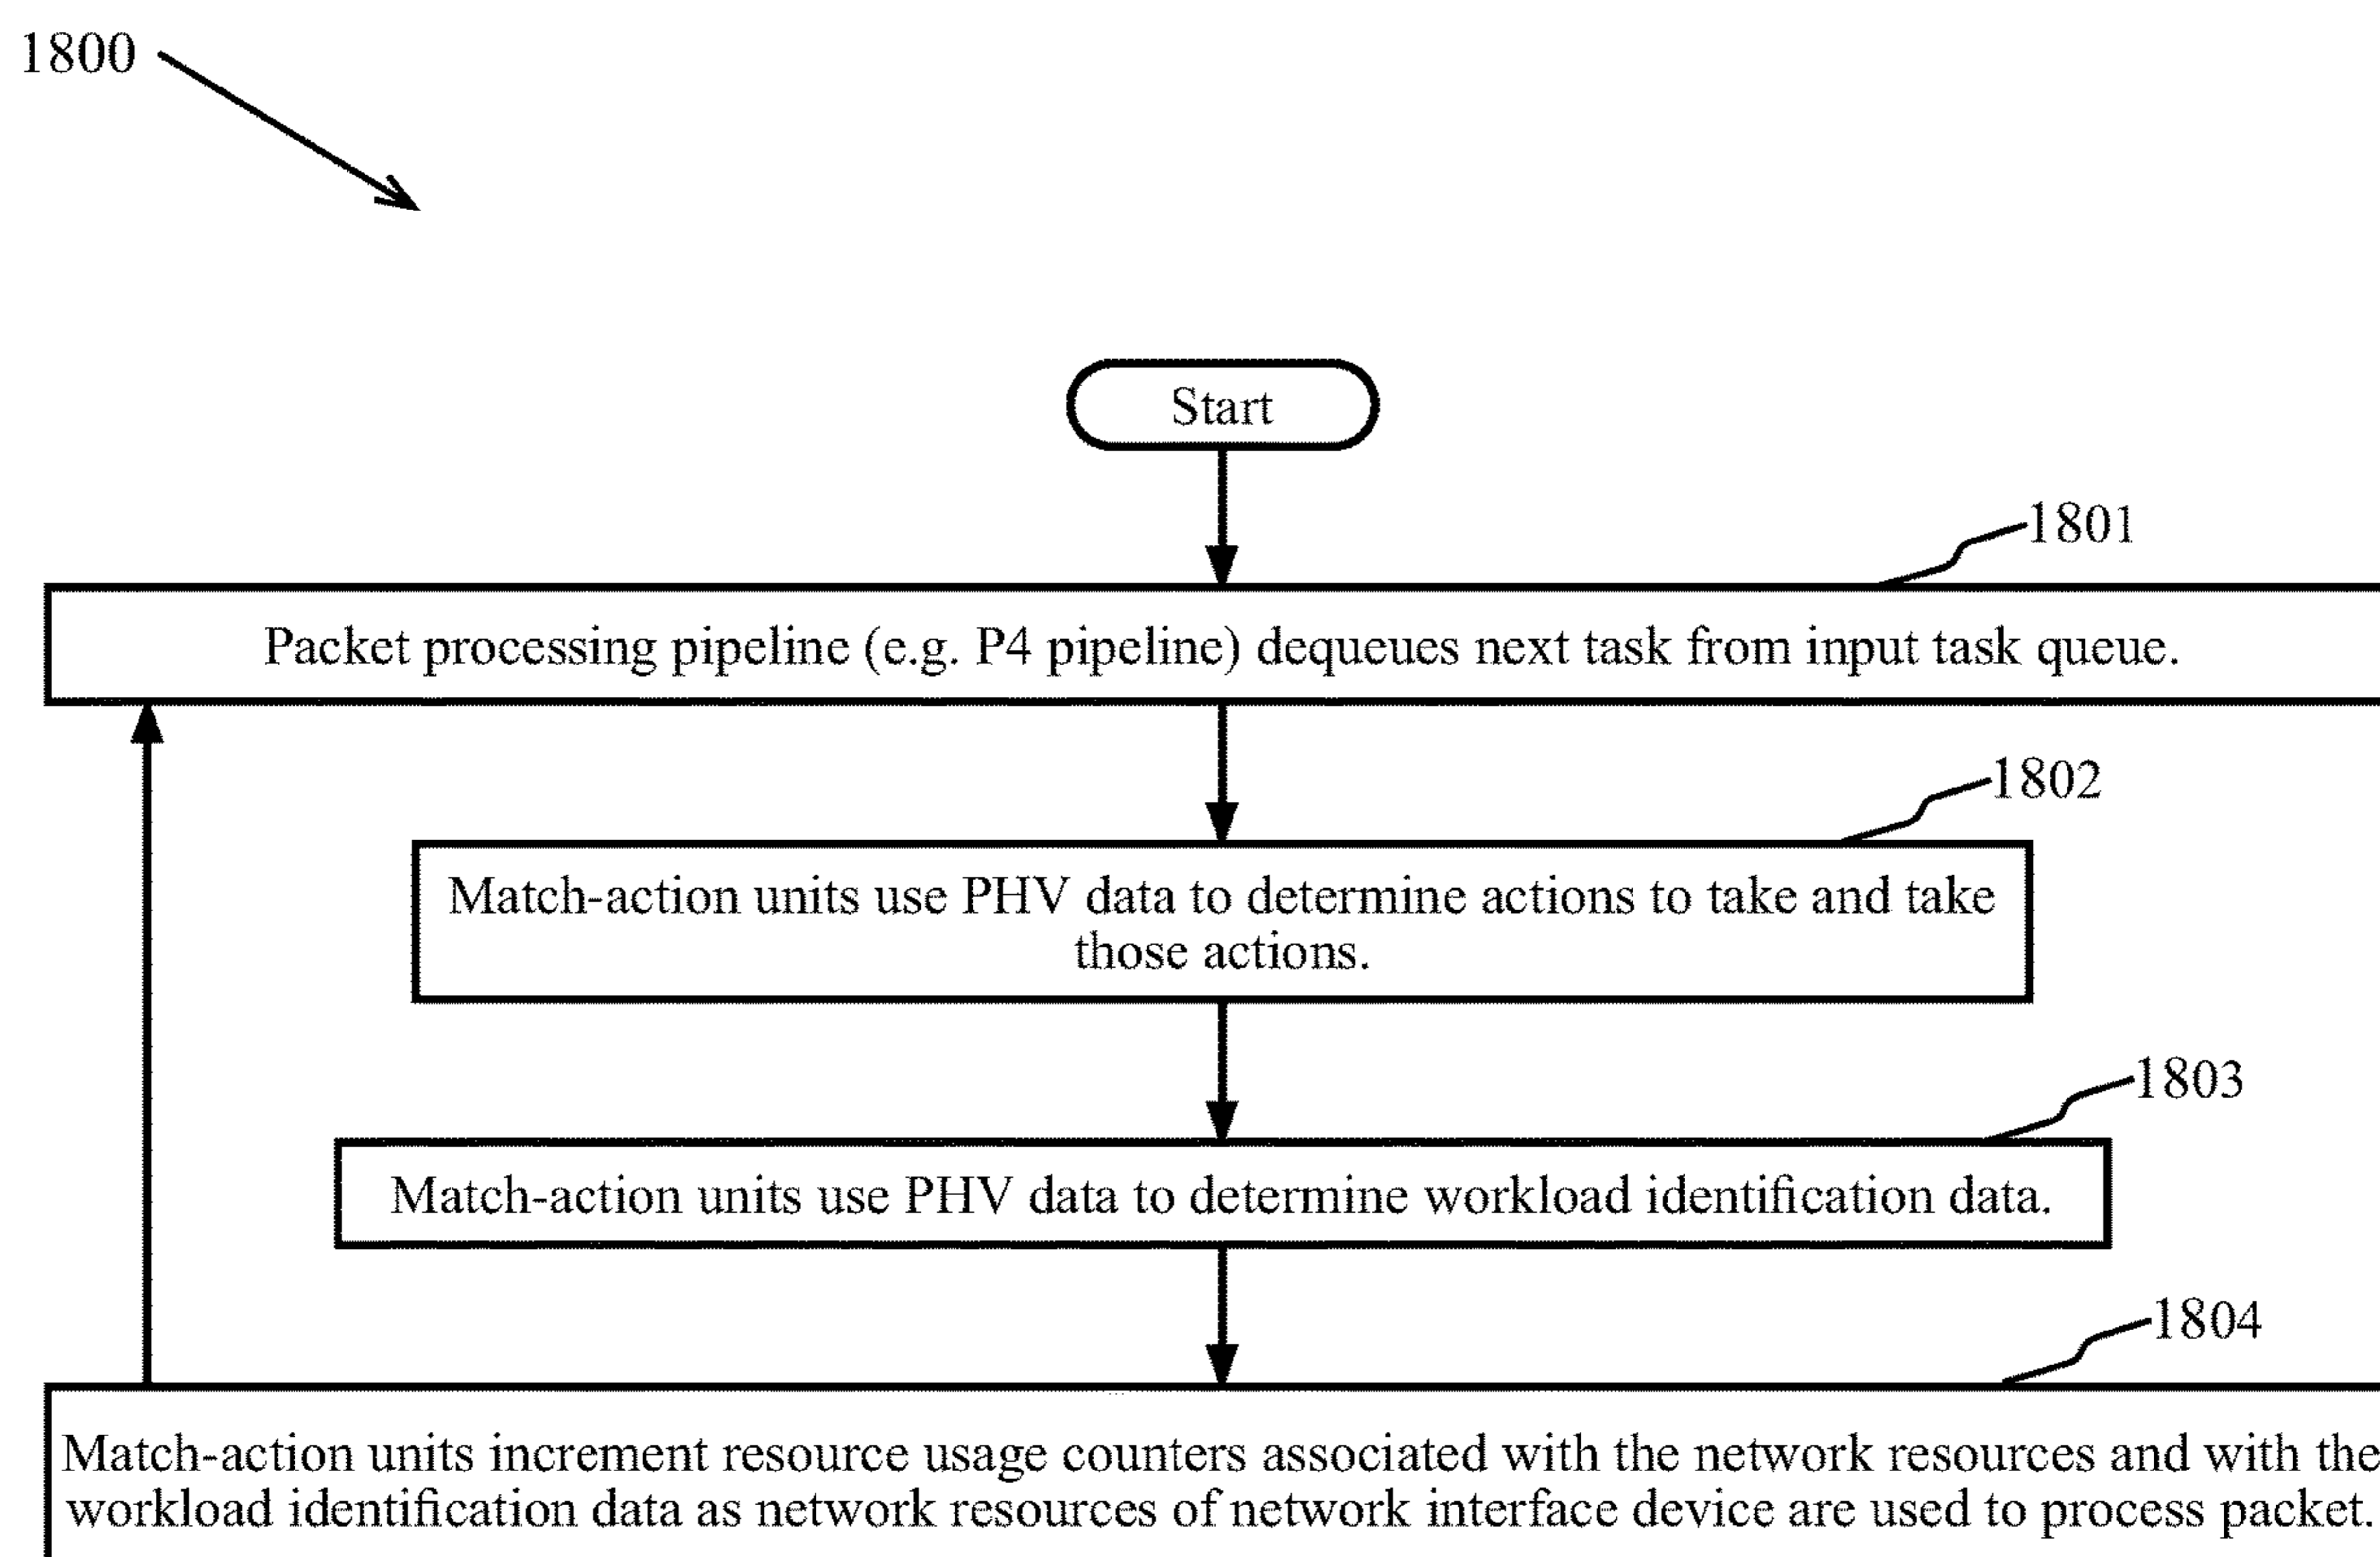 1800
Start
1801
Packet processing pipeline (e.g. P4 pipeline) dequeues next task from input task queue.
1802
Match-action units use PHV data to determine actions to take and take
those actions.
1803
Match-action units use PHV data to determine workload identification data.
1804
Match-action units increment resource usage counters associated with the network resources and with the
workload identification data as network resources of network interface device are used to process packet.